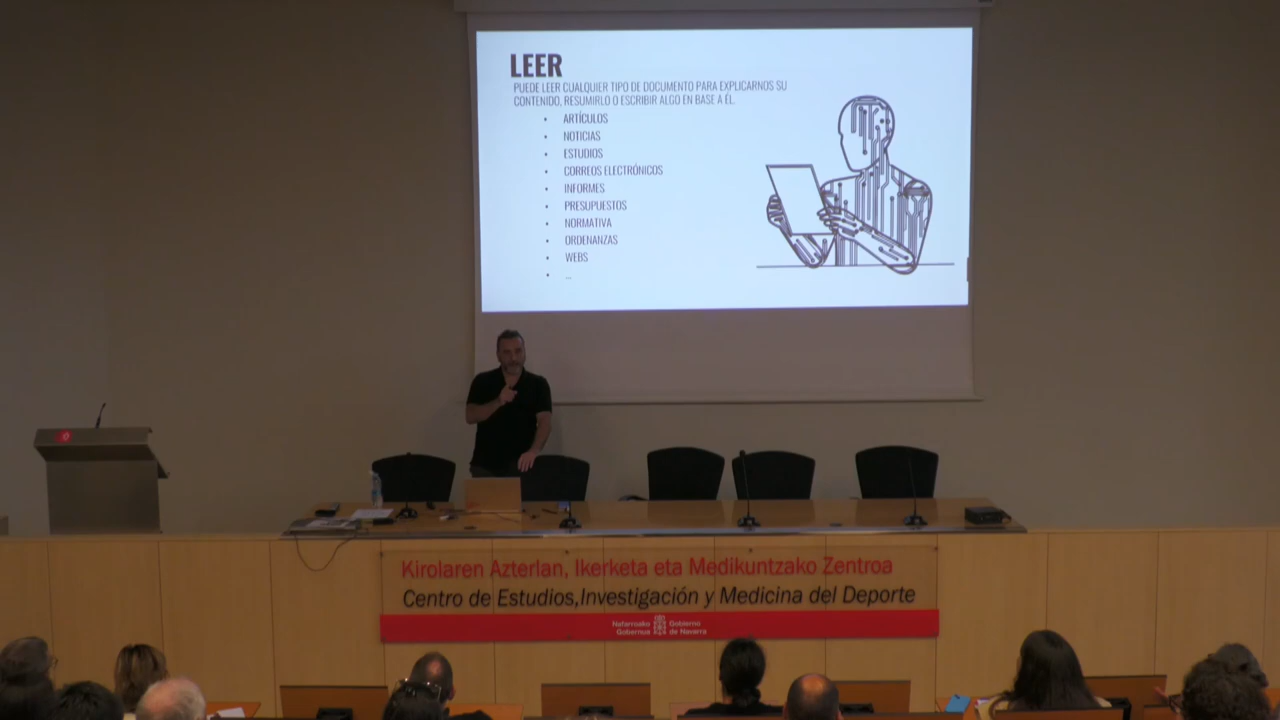 LEER
PUEDE LEER CUALQUIER TIPO DE DOCUMENTO PARA EXPLICARNOS SU
CONTENIDO, RESUMIRLO O ESCRIBIR ALGO EN BASE A ÉL.
• ARTÍCULOS
• NOTICIAS
• ESTUDIOS
• CORREOS ELECTRÓNICOS
• INFORMES
• PRESUPUESTOS
• NORMATIVA
• ORDENANZAS
• WEBS
• ...
Kirolaren Azterlan, Ikerketa eta Medikuntzako Zentroa
Centro de Estudios,Investigación y Medicina del Deporte
Nafarroako Gobierno
Gobernua de Navarra